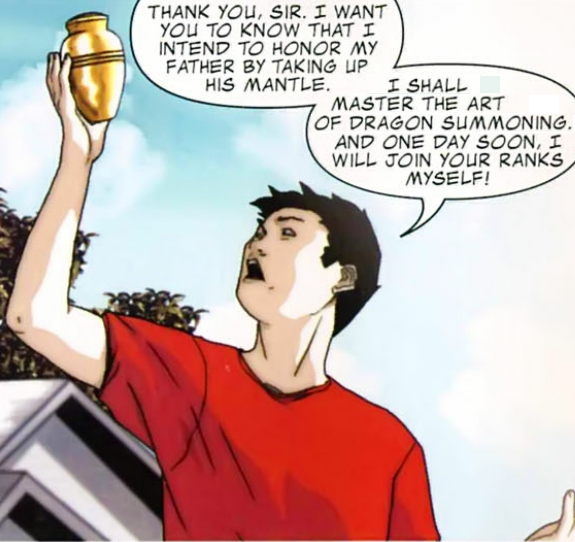 THANK YOU, SIR. I WANT
YOU TO KNOW THAT I
INTEND TO HONOR MY
FATHER BY TAKING UP
HIS MANTLE.
I SHALL
MASTER THE ART
OF DRAGON SUMMONING.
AND ONE DAY SOON, I
WILL JOIN YOUR RANKS
MYSELF!